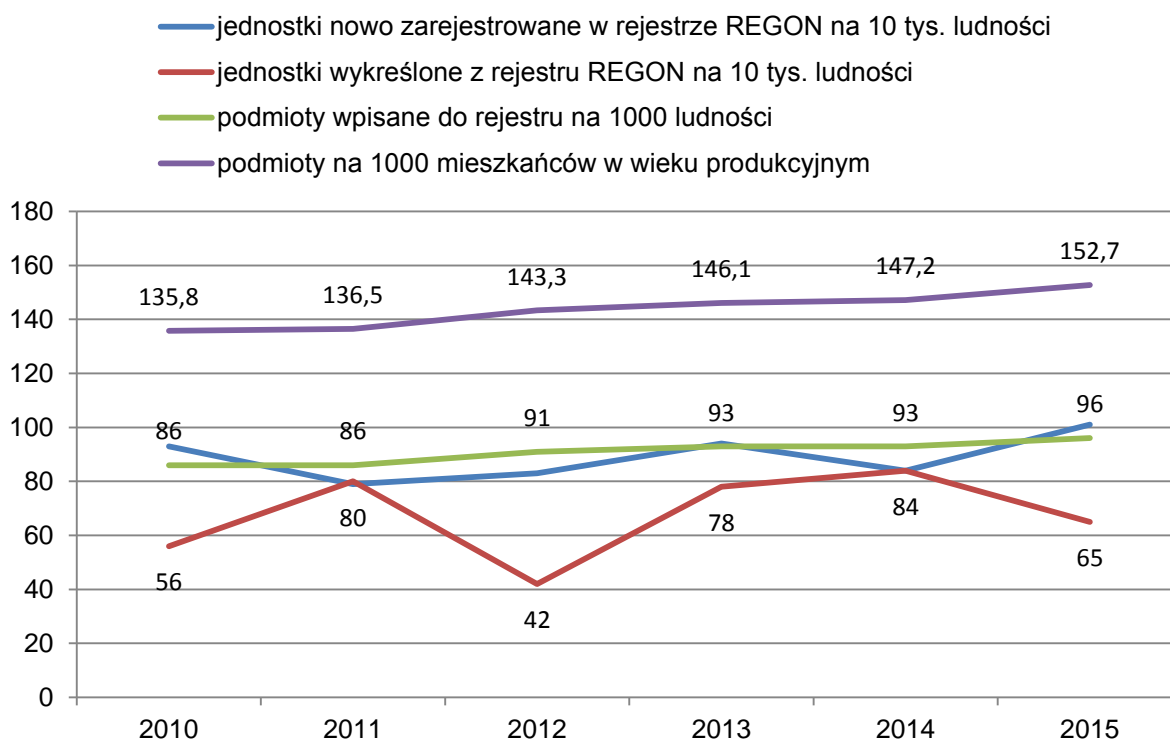 jednostki nowo zarejestrowane w rejestrze REGON na 10 tys. ludności
jednostki wykreślone z rejestru REGON na 10 tys. ludności
podmioty wpisane do rejestru na 1000 ludności
podmioty na 1000 mieszkańców w wieku produkcyjnym
180
160
140
120
100
80
60
40
20
0
135,8 136,5 143,3 146,1 147,2 152,7
86 86 91 93 93 96
56 80 42 78 84 65
2010 2011 2012 2013 2014 2015